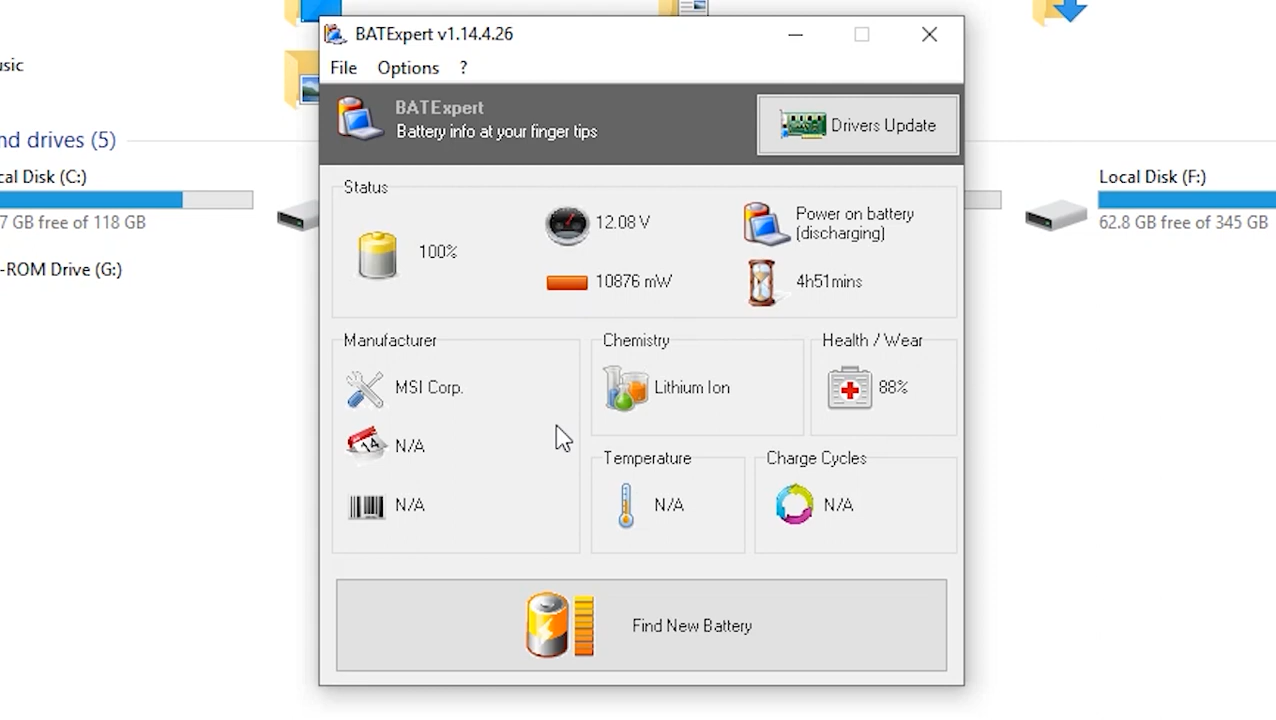 BATExpert v1.14.4.26
File Options ?
BATExpert
Battery info at your finger tips
Drivers Update
usic
nd drives (5)
cal Disk (C:)
7 GB free of 118 GB
-ROM Drive (G:)
Local Disk (F:)
62.8 GB free of 345 GB
Status
100%
12.08 V
10876 mW
Power on battery
(discharging)
4h51mins
Manufacturer
MSI Corp.
14
N/A
N/A
Chemistry
Lithium Ion
Health / Wear
88%
Temperature
N/A
Charge Cycles
N/A
Find New Battery